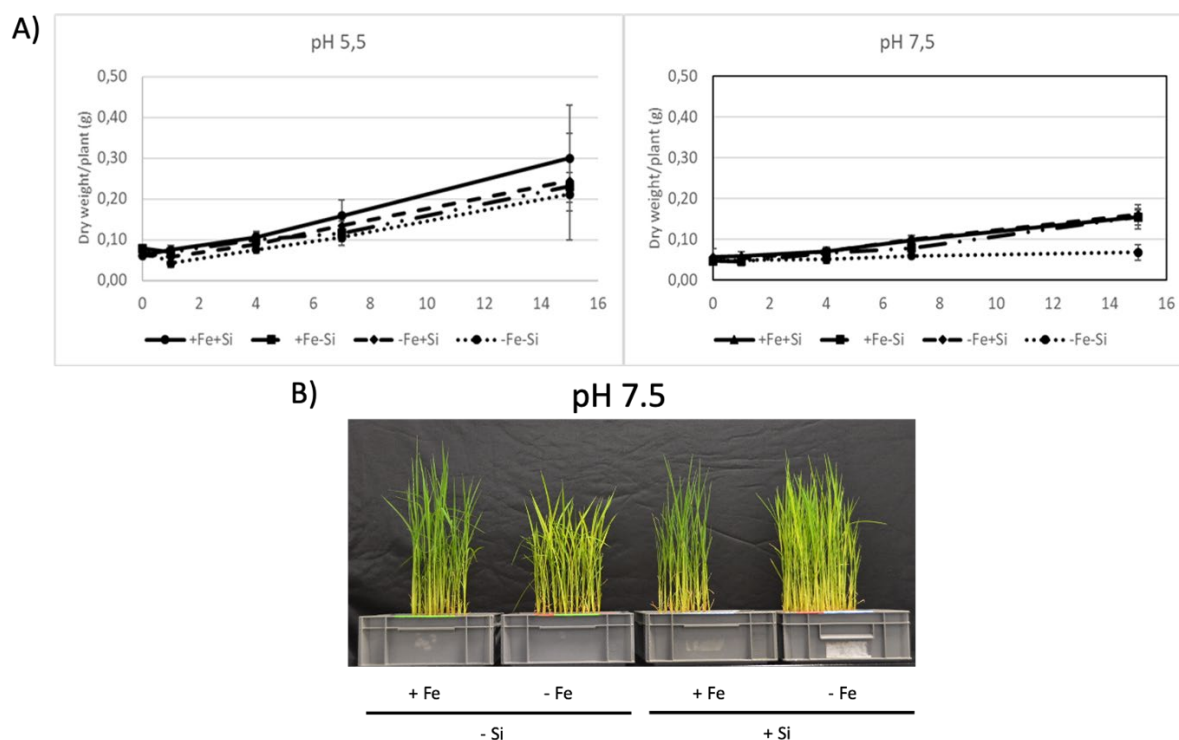 A)
pH 5,5
Dry weight/plant (g)
0,50
0,40
0,30
0,20
0,10
0,00
0 2 4 6 8 10 12 14 16
+Fe+Si +Fe-Si -Fe+Si -Fe-Si
pH 7,5
Dry weight/plant (g)
0,50
0,40
0,30
0,20
0,10
0,00
0 2 4 6 8 10 12 14 16
+Fe+Si +Fe-Si -Fe+Si -Fe-Si
B) pH 7.5
+ Fe - Fe + Fe - Fe
- Si + Si